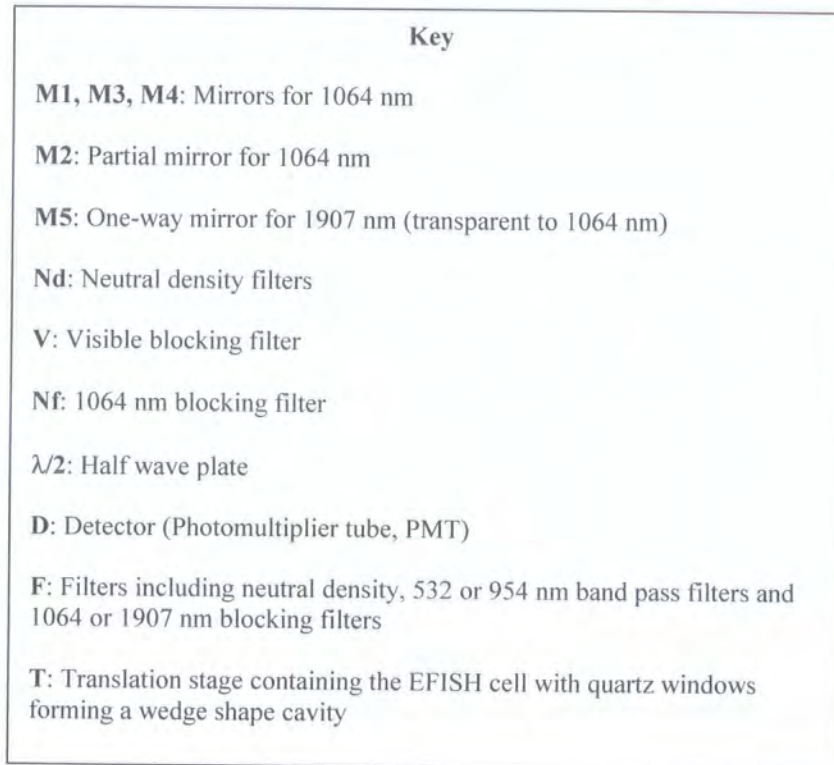 Key
M1, M3, M4: Mirrors for 1064 nm
M2: Partial mirror for 1064 nm
M5: One-way mirror for 1907 nm (transparent to 1064 nm)
Nd: Neutral density filters
V: Visible blocking filter
Nf: 1064 nm blocking filter
λ/2: Half wave plate
D: Detector (Photomultiplier tube, PMT)
F: Filters including neutral density, 532 or 954 nm band pass filters and
1064 or 1907 nm blocking filters
T: Translation stage containing the EFISH cell with quartz windows
forming a wedge shape cavity